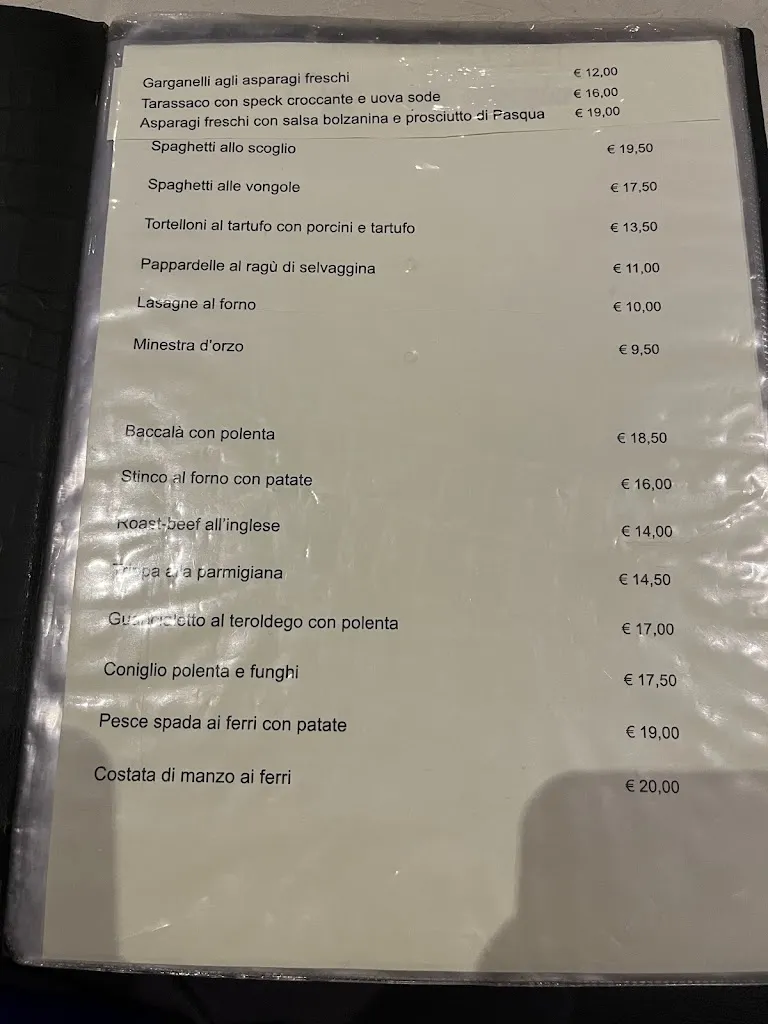 Garganelli agli asparagi freschi € 12,00
Tarassaco con speck croccante e uova sode € 16,00
Asparagi freschi con salsa bolzanina e prosciutto di Pasqua € 19,00
Spaghetti allo scoglio € 19,50
Spaghetti alle vongole € 17,50
Tortelloni al tartufo con porcini e tartufo € 13,50
Pappardelle al ragù di selvaggina € 11,00
Lasagne al forno € 10,00
Minestra d'orzo € 9,50
Baccalà con polenta € 18,50
Stinco al forno con patate € 16,00
Roast-beef all'inglese € 14,00
Trippa alla parmigiana € 14,50
Guancialetto al teroldego con polenta € 17,00
Coniglio polenta e funghi € 17,50
Pesce spada ai ferri con patate € 19,00
Costata di manzo ai ferri € 20,00